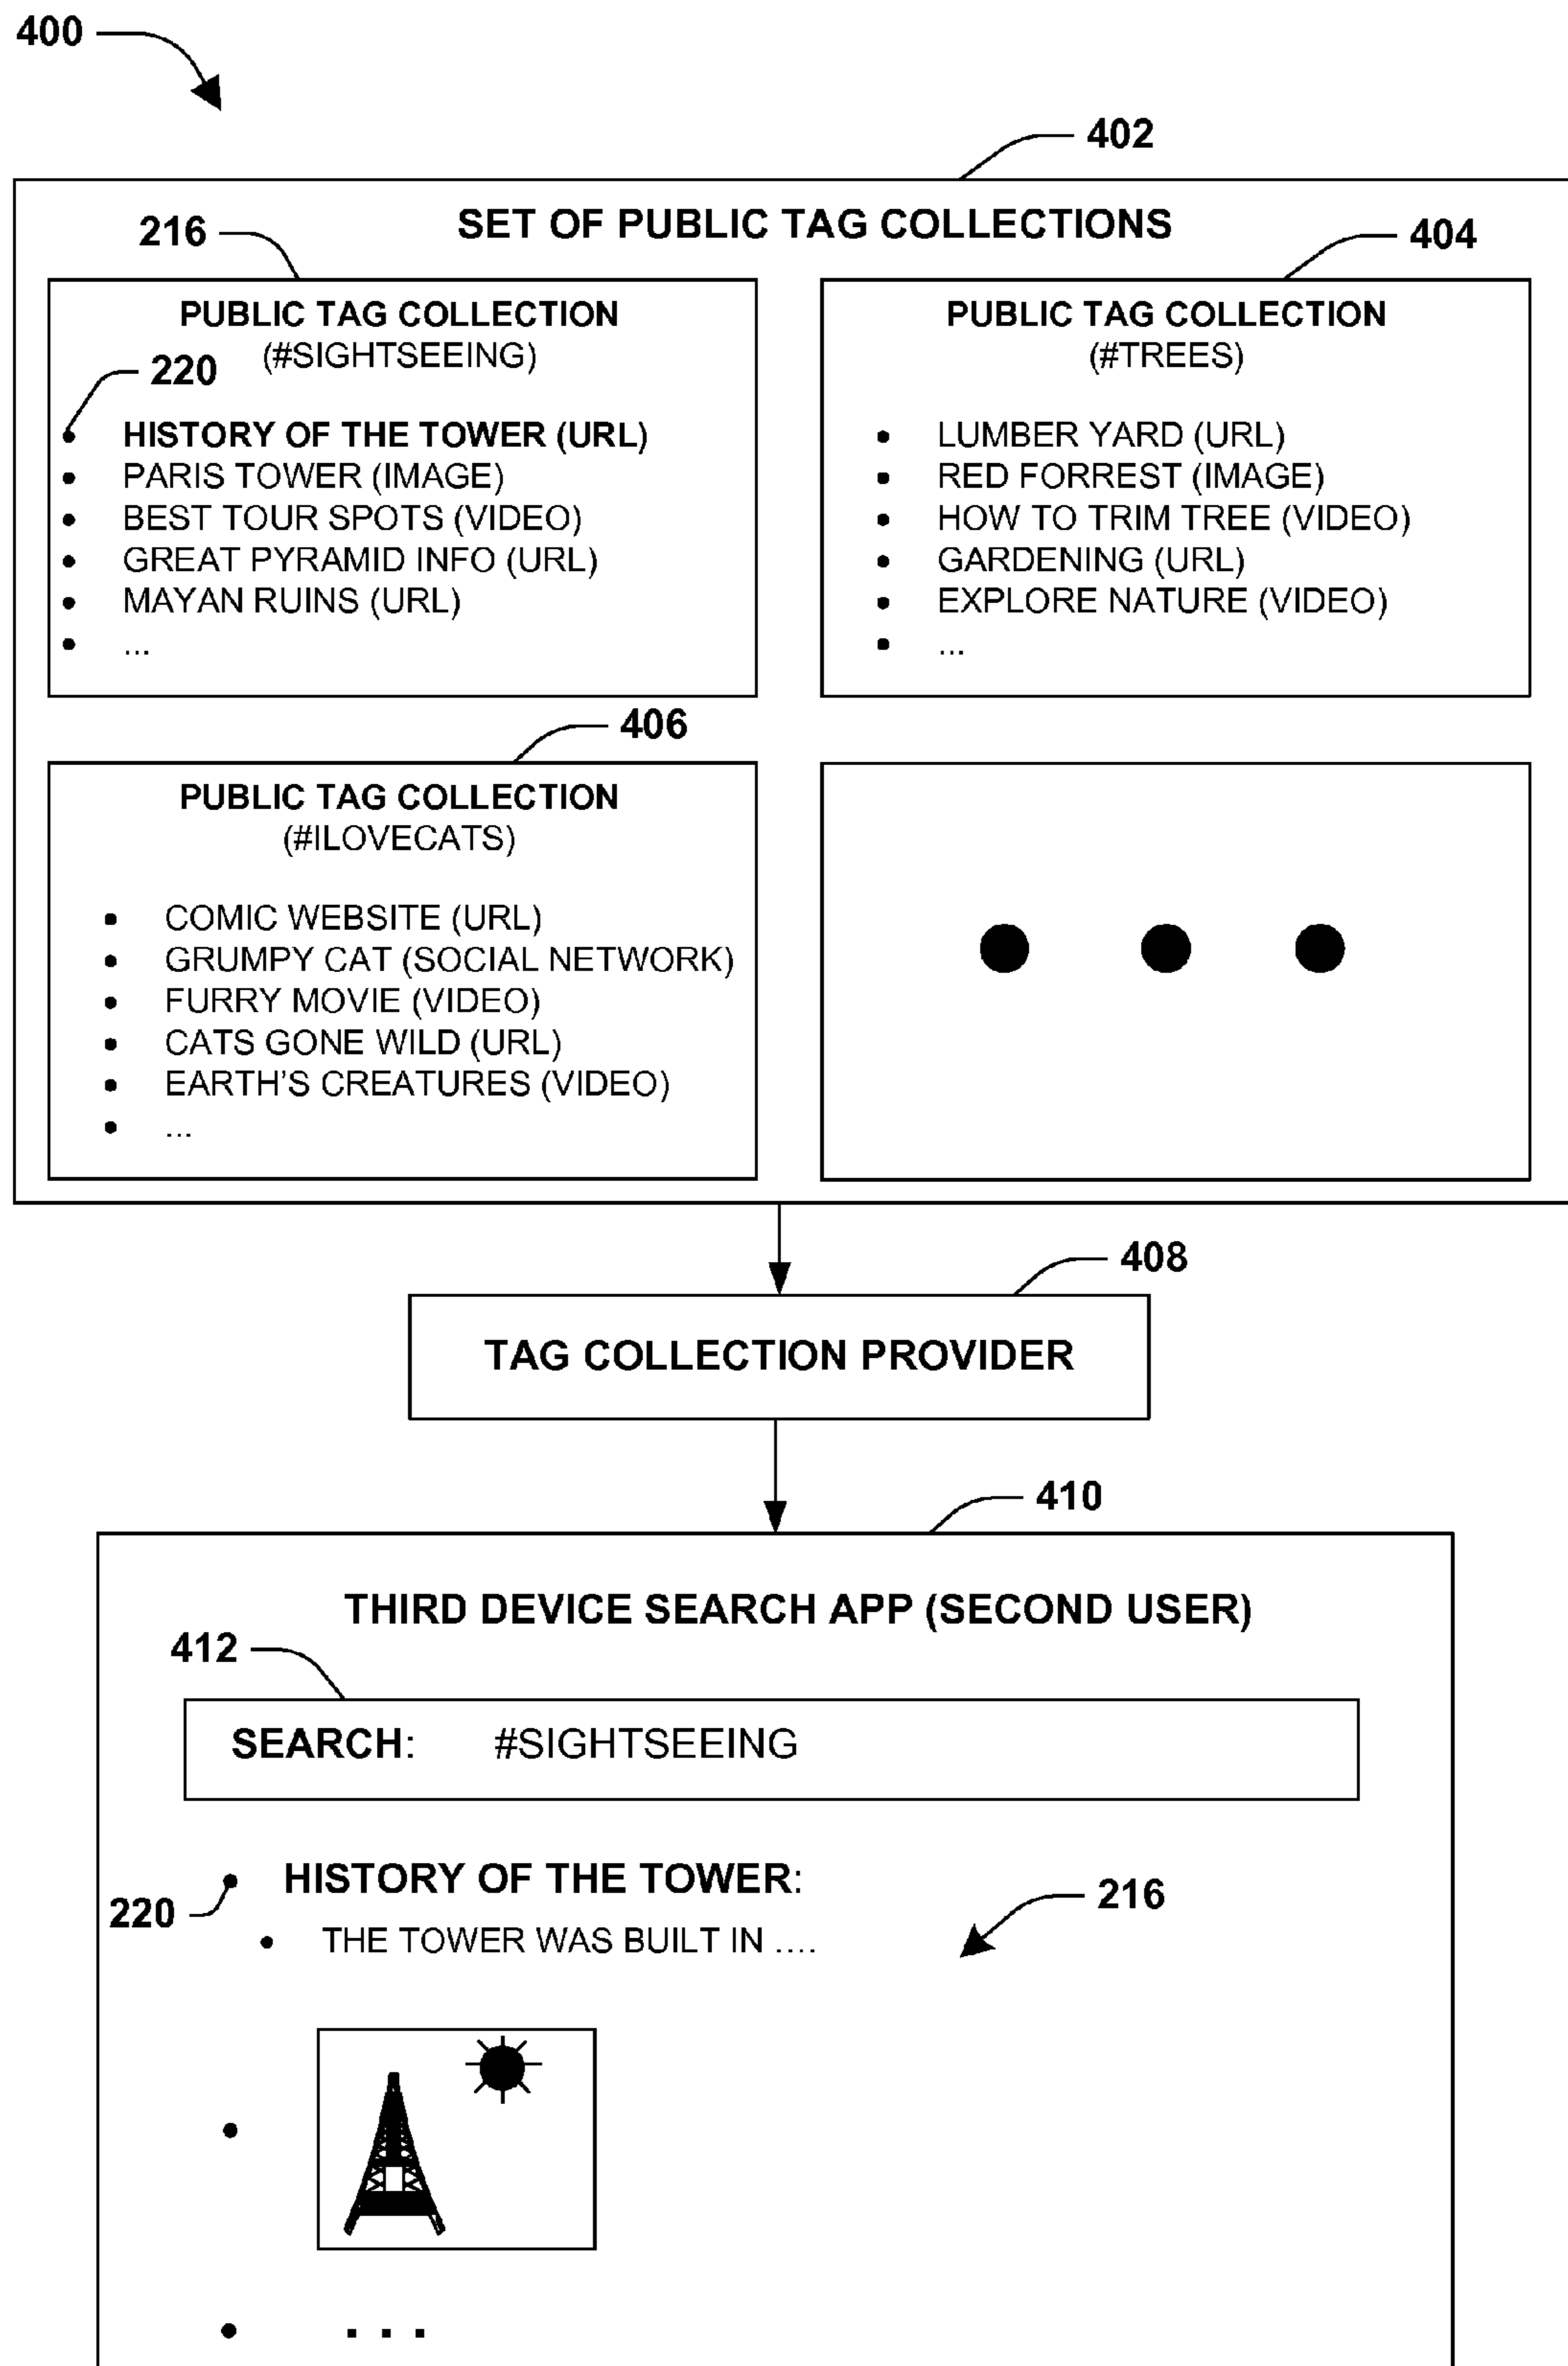 400
402
SET OF PUBLIC TAG COLLECTIONS
216
404
PUBLIC TAG COLLECTION
(#SIGHTSEEING)
220
• HISTORY OF THE TOWER (URL)
• PARIS TOWER (IMAGE)
• BEST TOUR SPOTS (VIDEO)
• GREAT PYRAMID INFO (URL)
• MAYAN RUINS (URL)
• ...
PUBLIC TAG COLLECTION
(#TREES)
• LUMBER YARD (URL)
• RED FORREST (IMAGE)
• HOW TO TRIM TREE (VIDEO)
• GARDENING (URL)
• EXPLORE NATURE (VIDEO)
• ...
406
PUBLIC TAG COLLECTION
(#ILOVECATS)
• COMIC WEBSITE (URL)
• GRUMPY CAT (SOCIAL NETWORK)
• FURRY MOVIE (VIDEO)
• CATS GONE WILD (URL)
• EARTH'S CREATURES (VIDEO)
• ...
408
TAG COLLECTION PROVIDER
410
THIRD DEVICE SEARCH APP (SECOND USER)
412
SEARCH: #SIGHTSEEING
• HISTORY OF THE TOWER:
220
216
• THE TOWER WAS BUILT IN ....
• ...